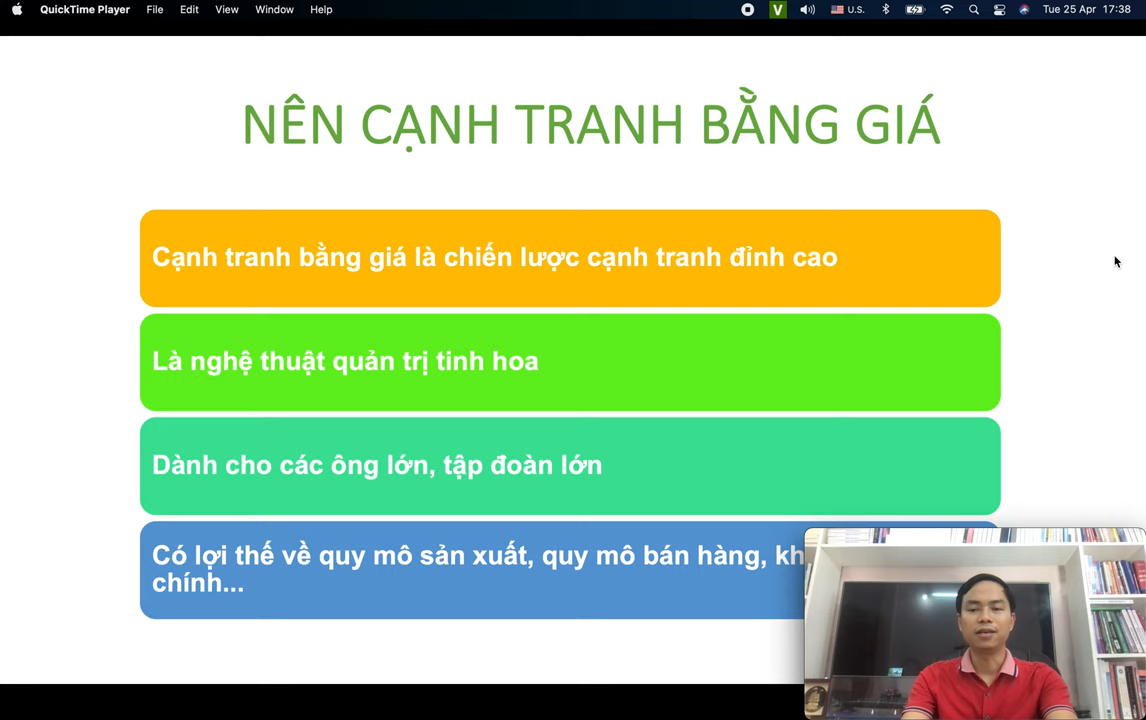 QuickTime Player File Edit View Window Help V U.S. Tue 25 Apr 17:38
NÊN CẠNH TRANH BẰNG GIÁ
Cạnh tranh bằng giá là chiến lược cạnh tranh đỉnh cao
Là nghệ thuật quản trị tinh hoa
Dành cho các ông lớn, tập đoàn lớn
Có lợi thế về quy mô sản xuất, quy mô bán hàng,
chính...